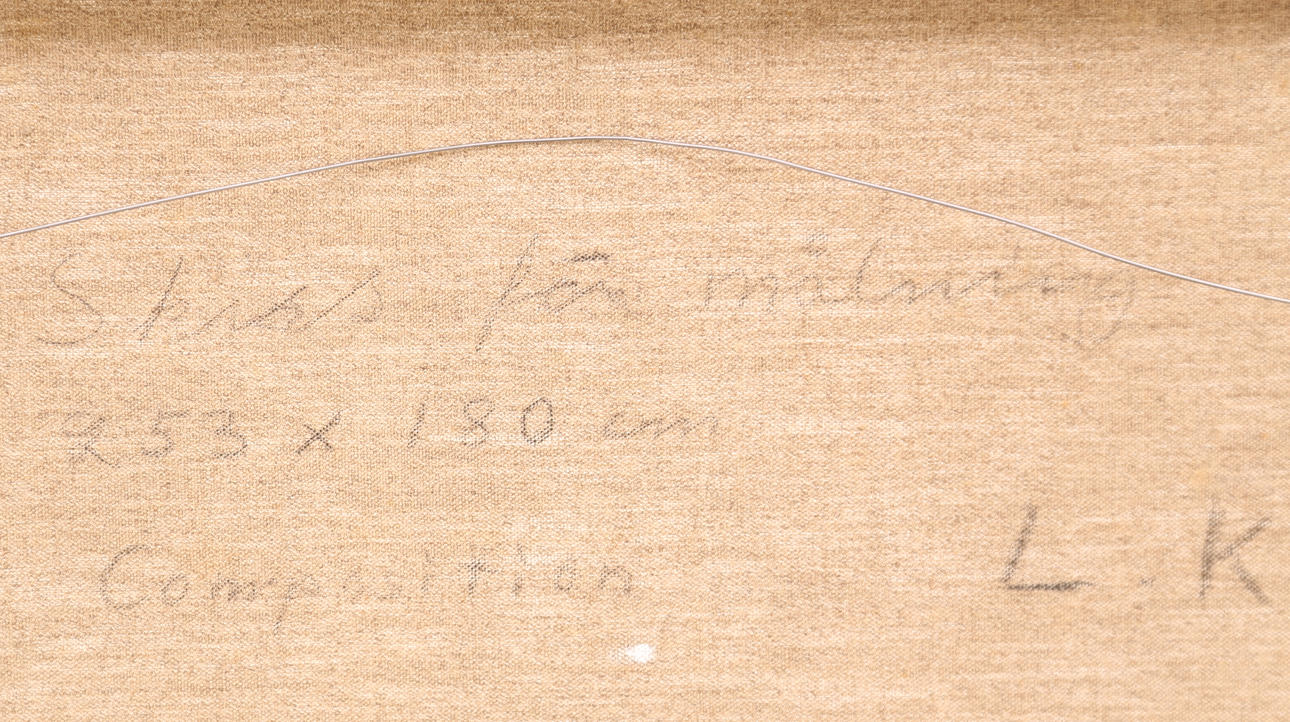 Skiss för målning
253 x 180 cm
Composition
L. K